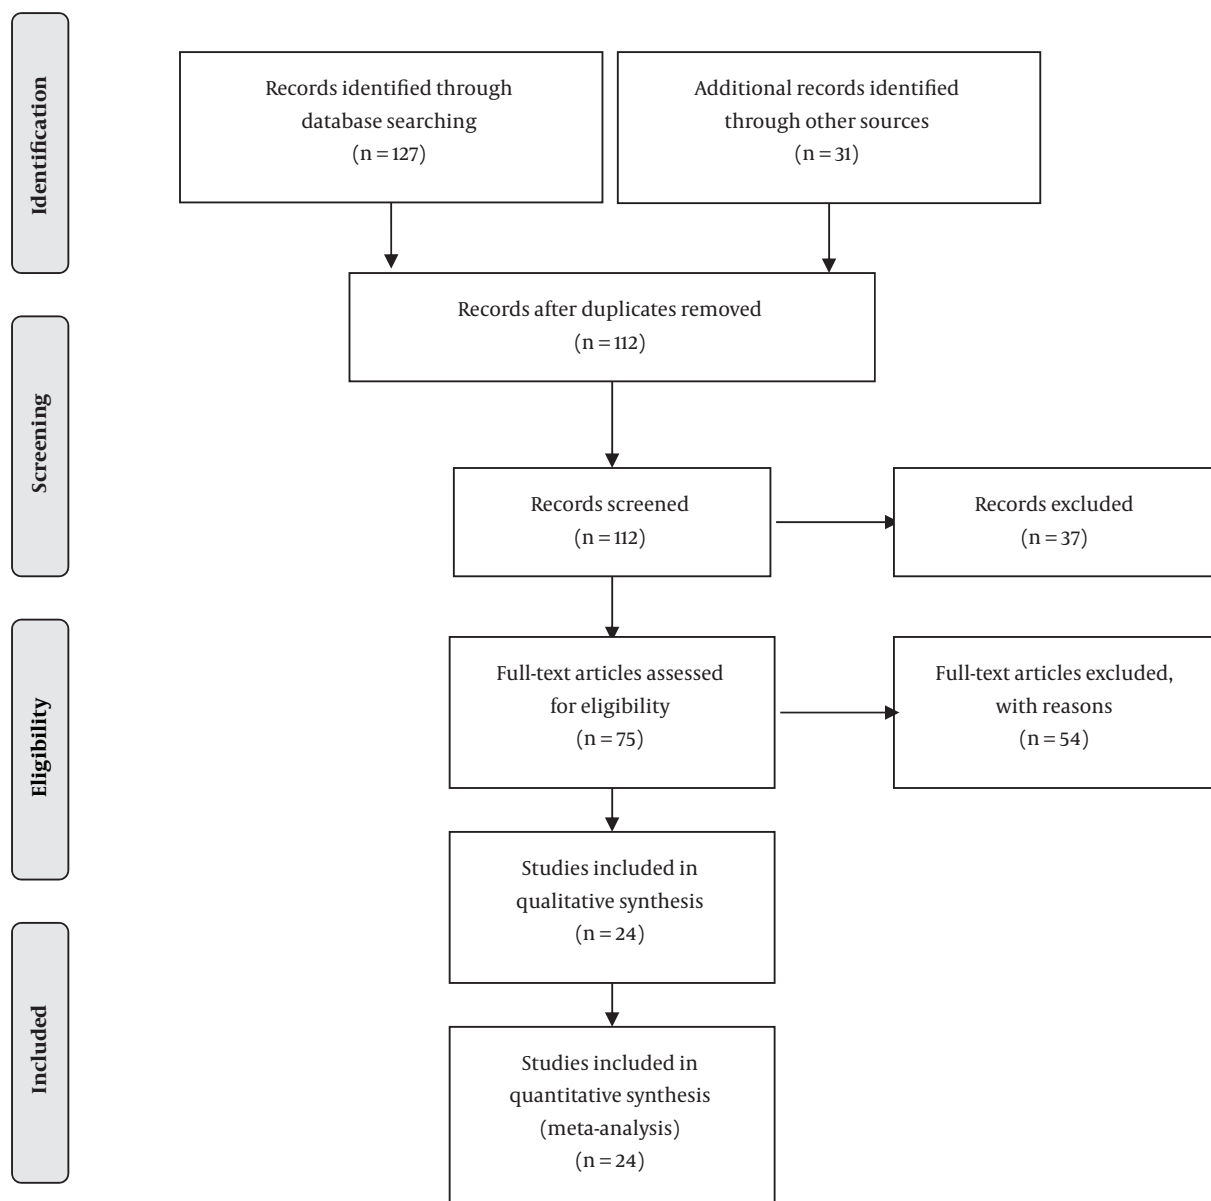 Identification
Records identified through
database searching
(n = 127)
Additional records identified
through other sources
(n = 31)
Records after duplicates removed
(n = 112)
Screening
Records screened
(n = 112)
Records excluded
(n = 37)
Eligibility
Full-text articles assessed
for eligibility
(n = 75)
Full-text articles excluded,
with reasons
(n = 54)
Studies included in
qualitative synthesis
(n = 24)
Included
Studies included in
quantitative synthesis
(meta-analysis)
(n = 24)